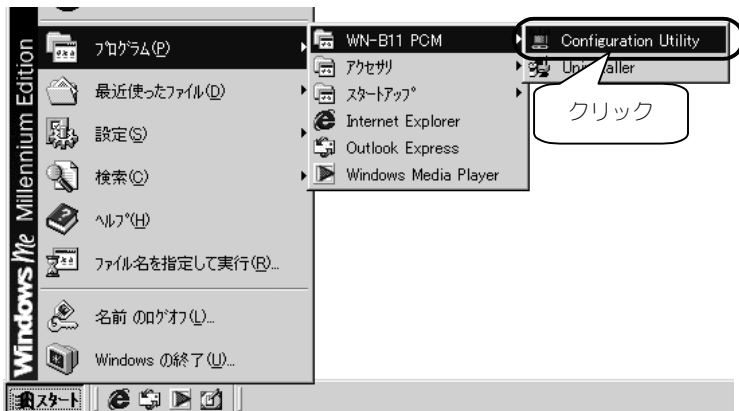 Windows Me Millennium Edition
プログラム(P)
最近使ったファイル(D)
設定(S)
検索(C)
ヘルプ(H)
ファイル名を指定して実行(R)...
名前 のログオフ(L)...
Windows の終了(U)...
スタート
WN-B11 PCM
アクセサリ
スタートアップ
Internet Explorer
Outlook Express
Windows Media Player
Configuration Utility
クリック